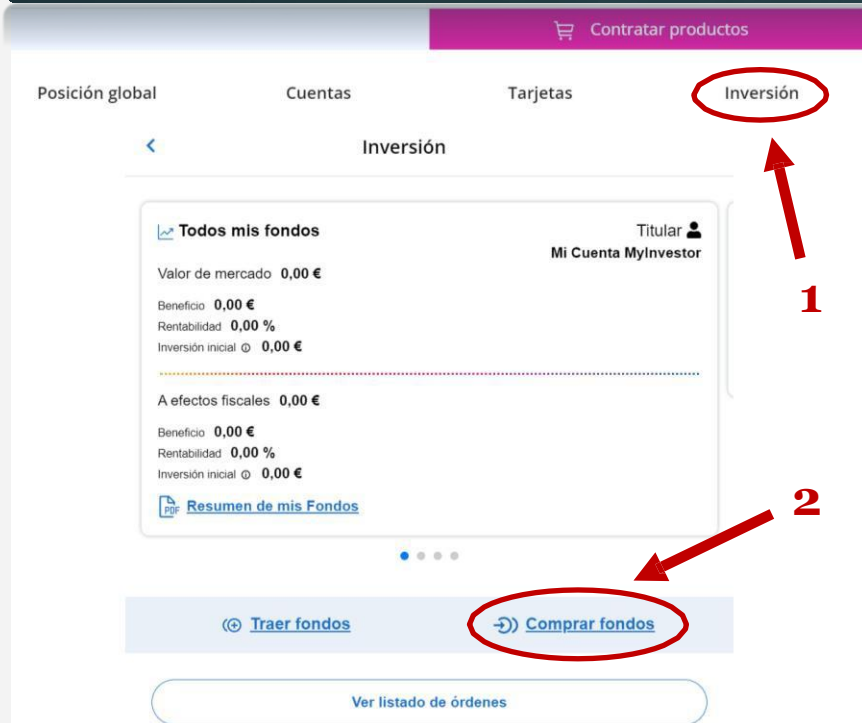 Contratar productos
Posición global Cuentas Tarjetas Inversión
Inversión
Todos mis fondos Titular
Mi Cuenta MyInvestor
Valor de mercado 0,00 €
Beneficio 0,00 €
Rentabilidad 0,00 %
Inversión inicial 0,00 €
1
A efectos fiscales 0,00 €
Beneficio 0,00 €
Rentabilidad 0,00 %
Inversión inicial 0,00 €
PDF Resumen de mis Fondos
2
Traer fondos Comprar fondos
Ver listado de órdenes